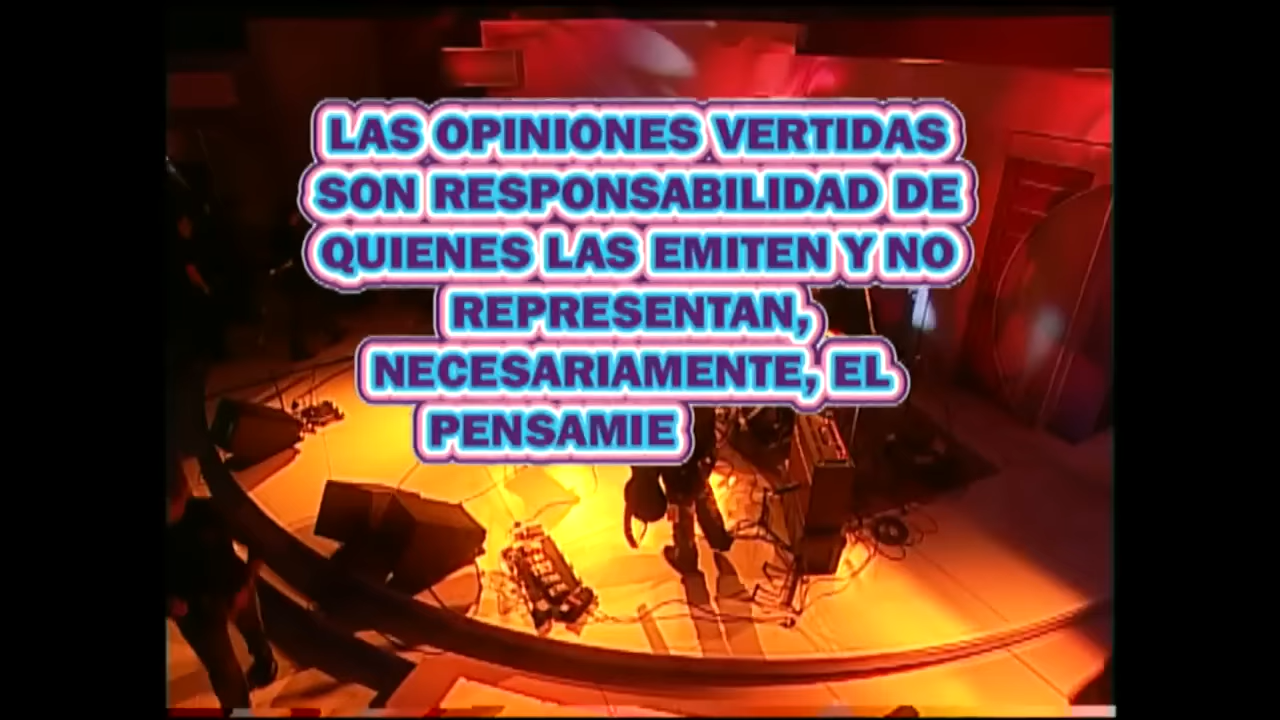 LAS OPINIONES VERTIDAS
SON RESPONSABILIDAD DE
QUIENES LAS EMITEN Y NO
REPRESENTAN,
NECESARIAMENTE, EL
PENSAMIE